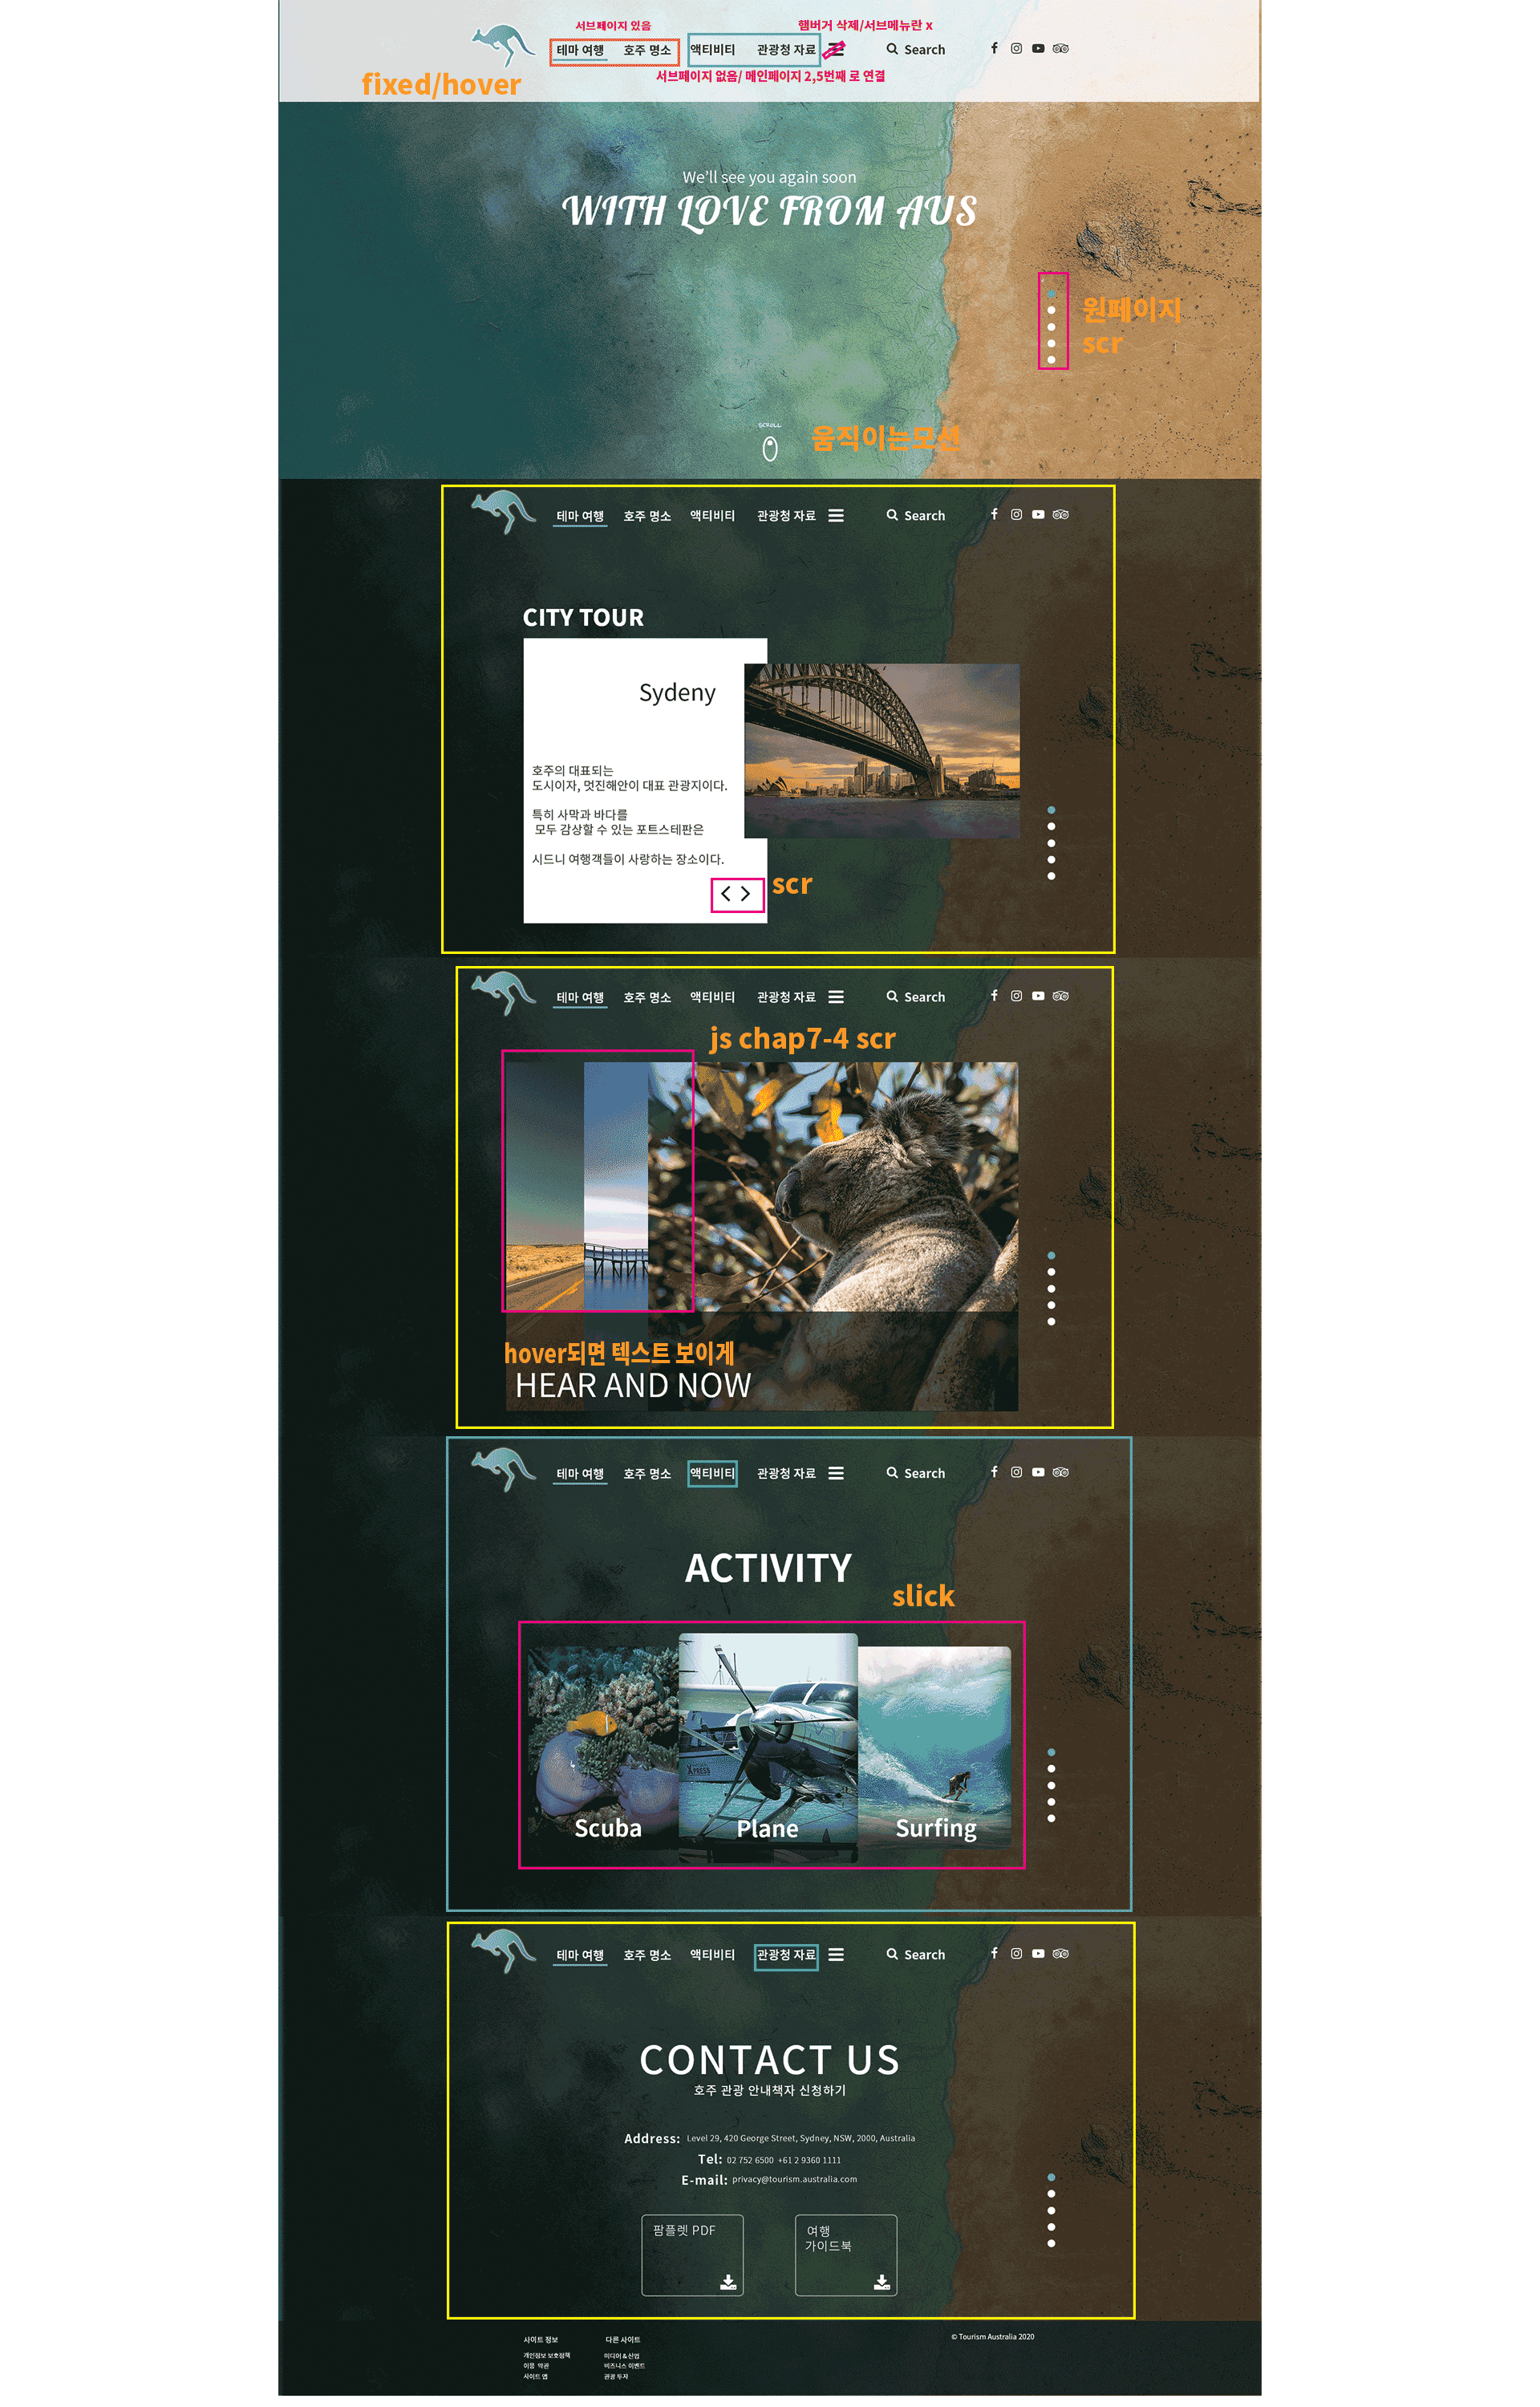 서브페이지 있음
햄버거 삭제/서브메뉴란 x
테마 여행
호주 명소
액티비티
관광청 자료
Search
fixed/hover
서브페이지 없음/ 메인페이지 2,5번째 로 연결
We'll see you again soon
WITH LOVE FROM AUS
원페이지
scr
SCROLL
움직이는모션
테마 여행
호주 명소
액티비티
관광청 자료
Search
CITY TOUR
Sydeny
호주의 대표되는
도시이자, 멋진해안이 대표 관광지이다.
특히 사막과 바다를
모두 감상할 수 있는 포트스테판은
시드니 여행객들이 사랑하는 장소이다.
scr
테마 여행
호주 명소
액티비티
관광청 자료
Search
js chap7-4 scr
hover되면 텍스트 보이게
HEAR AND NOW
테마 여행
호주 명소
액티비티
관광청 자료
Search
ACTIVITY
slick
XPRESS
Scuba
Plane
Surfing
테마 여행
호주 명소
액티비티
관광청 자료
Search
CONTACT US
호주 관광 안내책자 신청하기
Address: Level 29, 420 George Street, Sydney, NSW, 2000, Australia
Tel: 02 752 6500 +61 2 9360 1111
E-mail: privacy@tourism.australia.com
팜플렛 PDF
여행
가이드북
사이트 정보
다른 사이트
© Tourism Australia 2020
개인정보 보호정책
미디어 & 산업
이용 약관
비즈니스 이벤트
사이트 맵
관광 투자